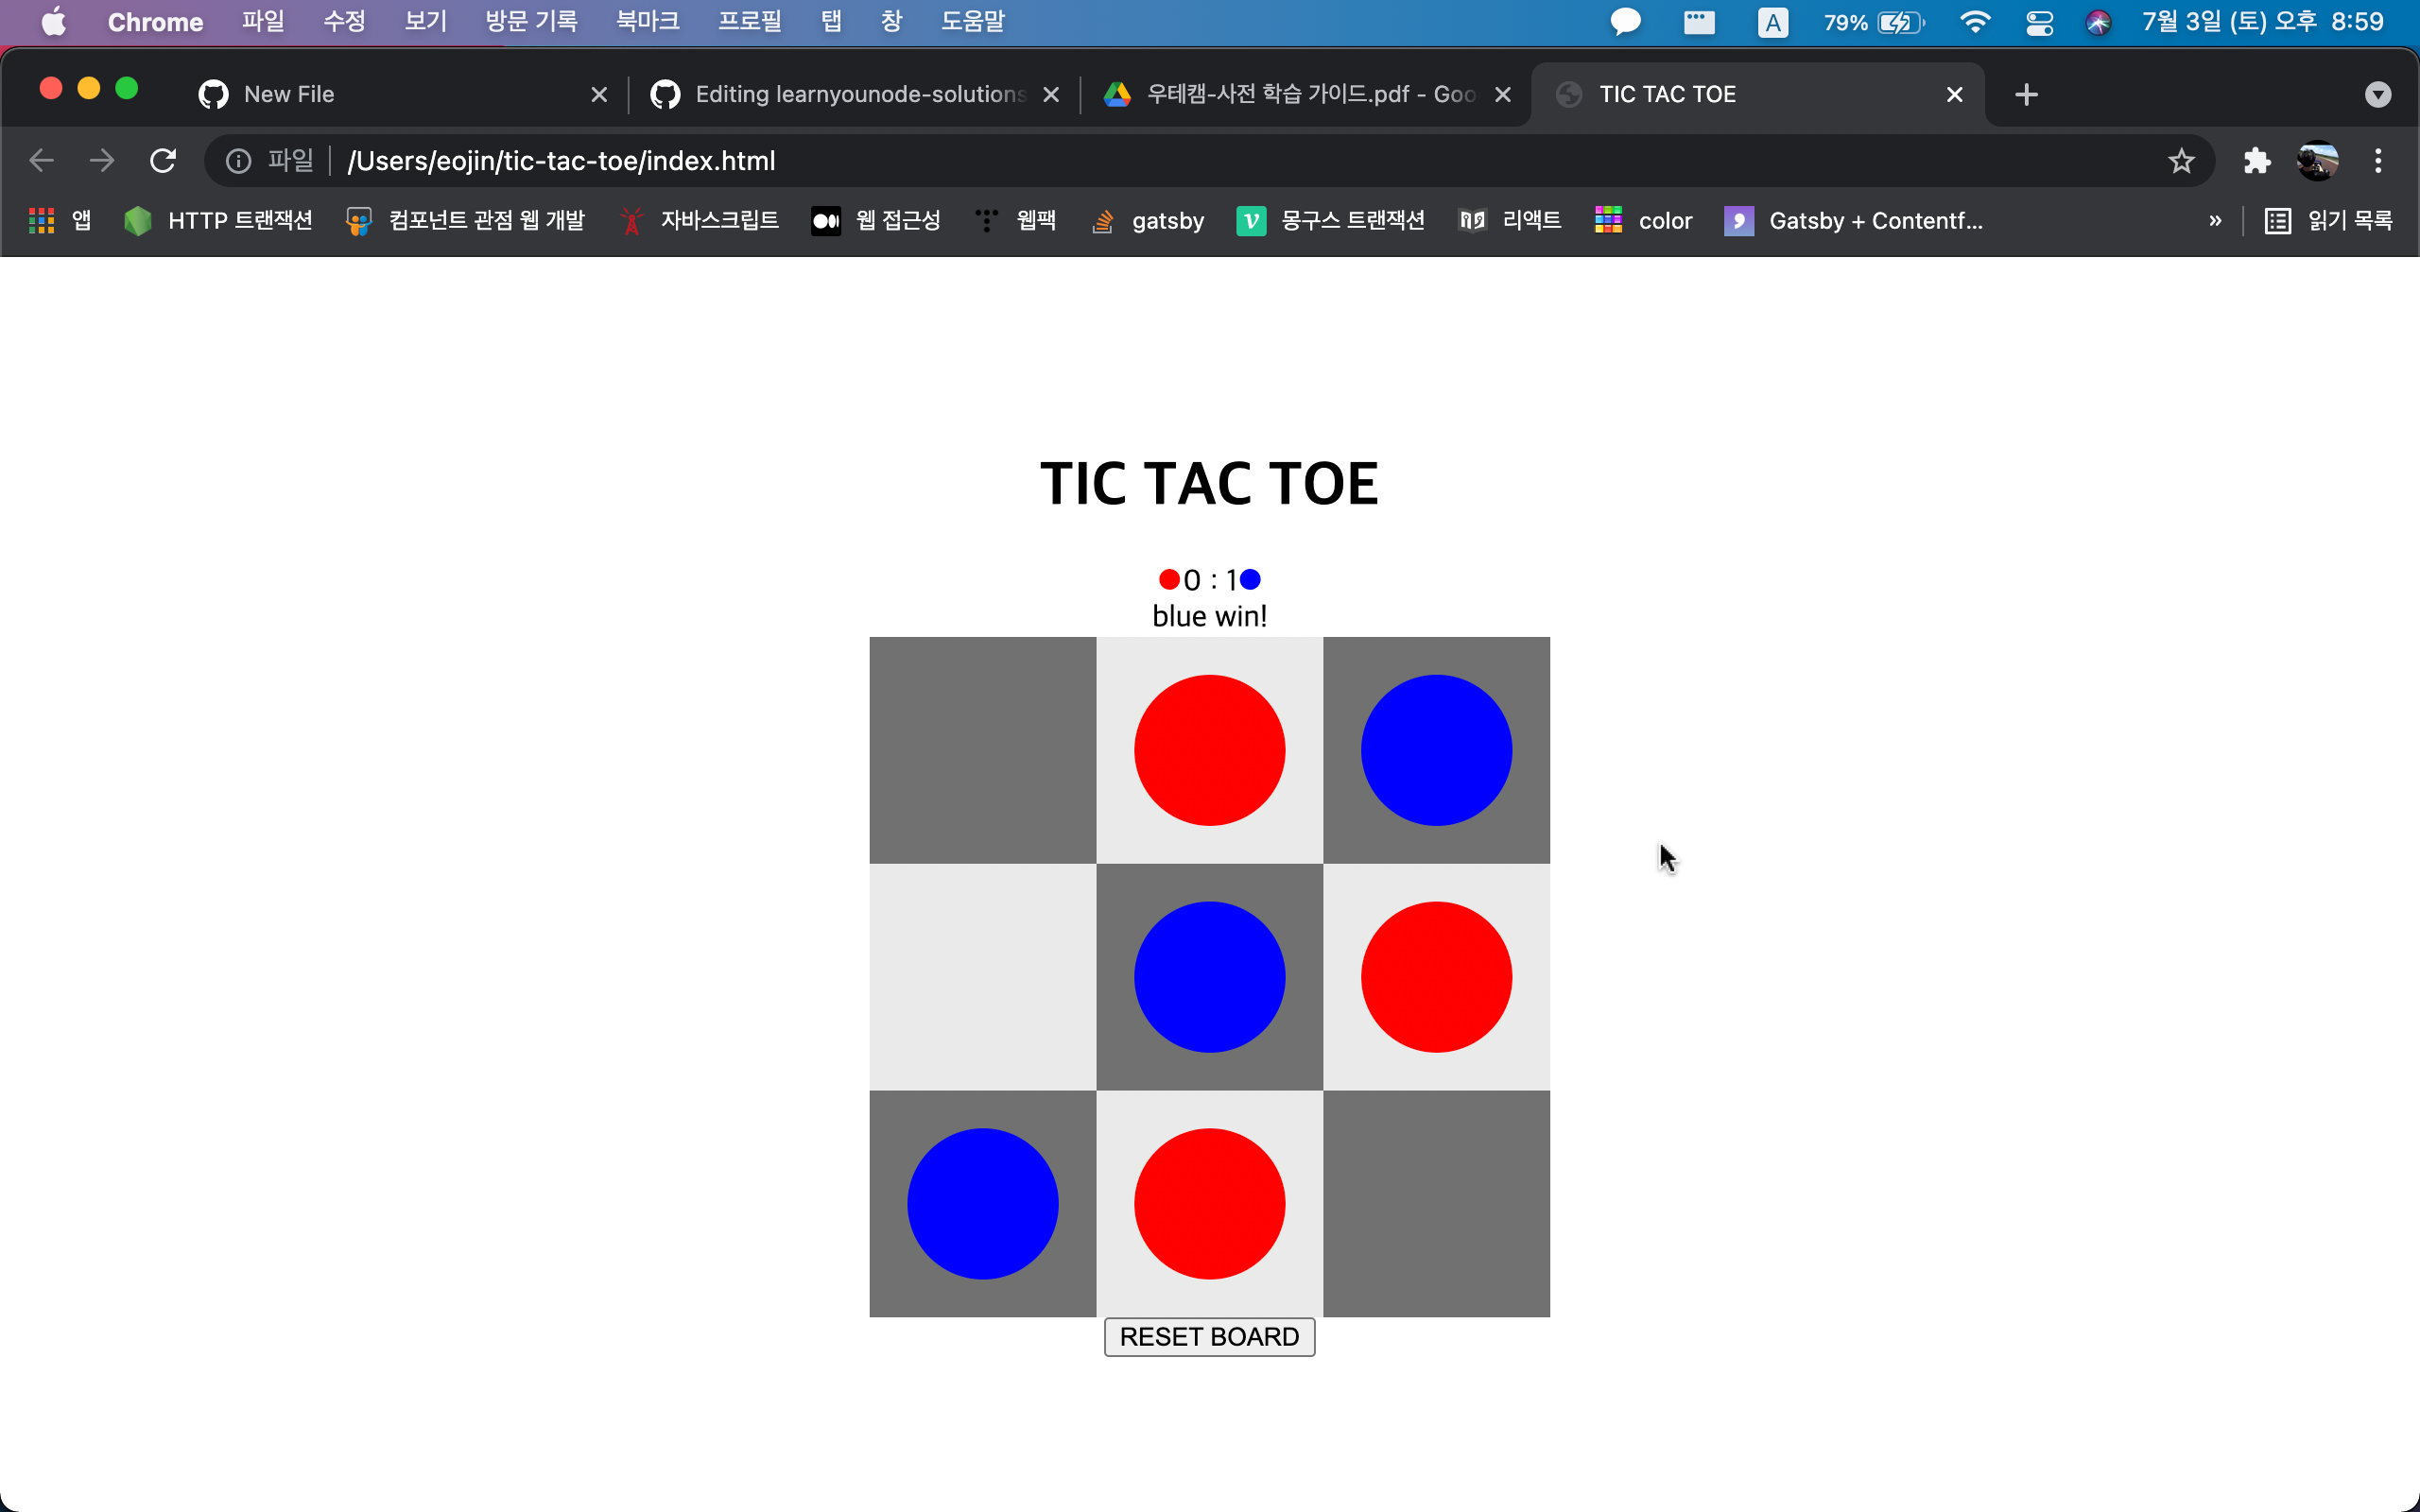 Chrome 파일 수정 보기 방문 기록 북마크 프로필 탭 창 도움말 A 79% 7월 3일 (토) 오후 8:59
New File Editing learnyounode-solutions 우테캠-사전 학습 가이드.pdf - Goo TIC TAC TOE
파일 /Users/eojin/tic-tac-toe/index.html
앱 HTTP 트랜잭션 컴포넌트 관점 웹 개발 자바스크립트 웹 접근성 웹팩 gatsby 몽구스 트랜잭션 리액트 color Gatsby + Contentf... » 읽기 목록
TIC TAC TOE
0 : 1
blue win!
RESET BOARD